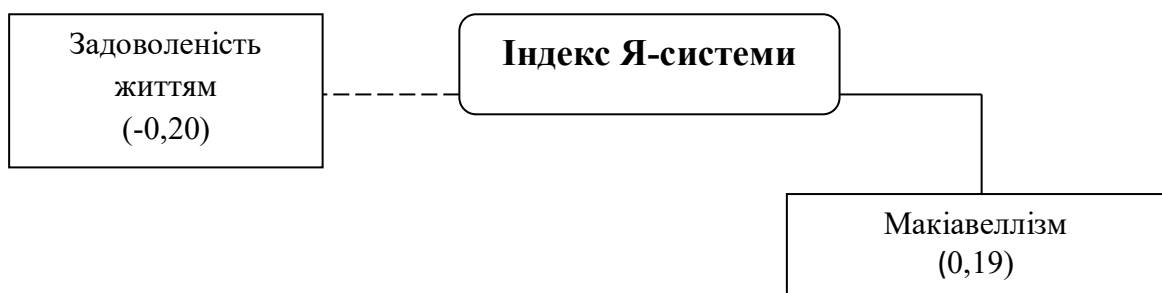 Задоволеність
життям
(-0,20)
Індекс Я-системи
Макіавеллізм
(0,19)